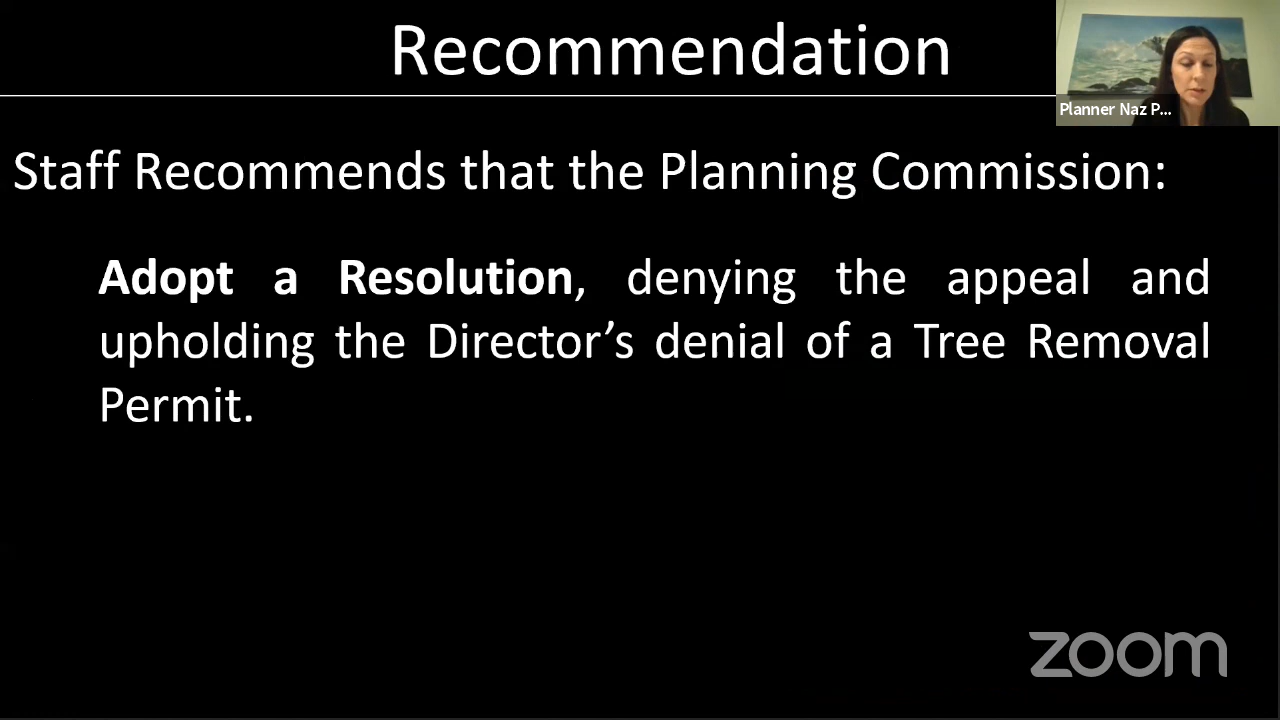 Recommendation
Planner Naz P...
Staff Recommends that the Planning Commission:
Adopt a Resolution, denying the appeal and
upholding the Director’s denial of a Tree Removal
Permit.
zoom